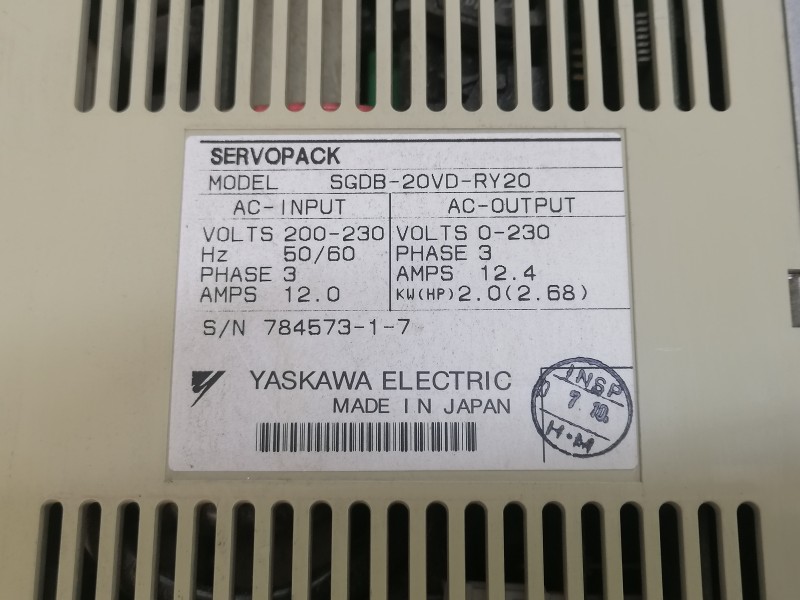 SERVOPACK
MODEL SGDB-20VD-RY20
AC-INPUT AC-OUTPUT
VOLTS 200-230 VOLTS 0-230
Hz 50/60 PHASE 3
PHASE 3 AMPS 12.4
AMPS 12.0 KW(HP) 2.0(2.68)
S/N 784573-1-7
YASKAWA ELECTRIC
MADE IN JAPAN
INSP
7.10.
H.M